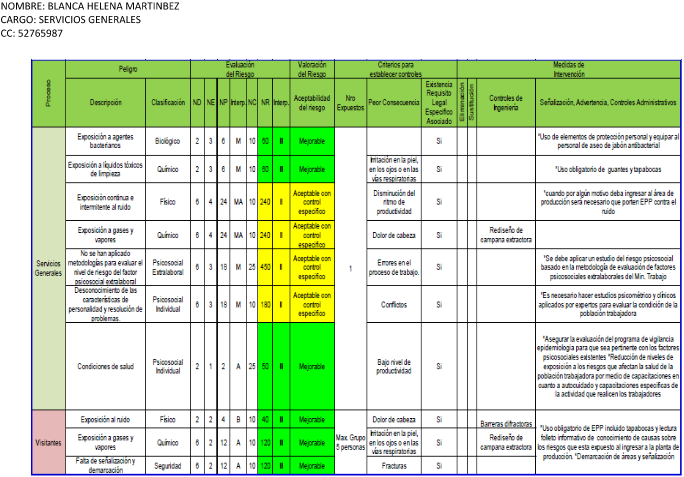 NOMBRE: BLANCA HELENA MARTINBEZ
CARGO: SERVICIOS GENERALES
CC: 52765987
Proceso
Peligro
Evaluación del Riesgo
Valoración del Riesgo
Criterios para establecer controles
Medidas de Intervención
Descripción Clasificación ND NE NP Interp. NC NR Interp. Aceptabilidad del riesgo Nro Expuestos Peor Consecuencia Existencia Requisito Legal Especifico Asociado Eliminación Sustitución Controles de Ingeniería Señalización, Advertencia, Controles Administrativos
Servicios Generales
1
Exposición a agentes bacterianos Biológico 2 3 6 M 10 60 II Mejorable Si "Uso de elementos de protección personal y equipar al personal de aseo de jabón antibacterial
Exposición a líquidos tóxicos de limpieza Químico 2 3 6 M 10 60 II Mejorable Irritación en la piel, en los ojos o en las vías respiratorias Si "Uso obligatorio de guantes y tapabocas
Exposición continua e intermitente al ruido Físico 6 4 24 MA 10 240 I Aceptable con control especifico Disminución del ritmo de productividad Si "cuando por algún motivo deba ingresar al área de producción será necesario que porten EPP contra el ruido
Exposición a gases y vapores Químico 6 4 24 MA 10 240 I Aceptable con control especifico Dolor de cabeza Si Rediseño de campana extractora
No se han aplicado metodologías para evaluar el nivel de riesgo del factor psicosocial extralaboral Psicosocial Extralaboral 6 3 18 M 25 450 I Aceptable con control especifico Errores en el proceso de trabajo. Si "Se debe aplicar un estudio del riesgo psicosocial basado en la metodología de evaluación de factores psicosociales extralaborales del Min. Trabajo
Desconocimiento de las características de personalidad y resolución de problemas. Psicosocial Individual 6 3 18 M 10 180 I Aceptable con control especifico Conflictos Si "Es necesario hacer estudios psicométrico y clínicos aplicados por expertos para evaluar la condición de la población trabajadora
Condiciones de salud Psicosocial Individual 2 1 2 A 25 50 II Mejorable Bajo nivel de productividad Si "Asegurar la evaluación del programa de vigilancia epidemiología para que sea pertinente con los factores psicosociales existentes "Reducción de niveles de exposición a los riesgos que afectan la salud de la población trabajadora por medio de capacitaciones en cuanto a autocuidado y capacitaciones especificas de la actividad que realicen los trabajadores
Visitantes
Max. Grupo 5 personas
Exposición al ruido Físico 2 2 4 B 10 40 II Mejorable Dolor de cabeza Si Barreras difractoras
Exposición a gases y vapores Químico 6 2 12 A 10 120 II Mejorable Irritación en la piel, en los ojos o en las vías respiratorias Si Rediseño de campana extractora
Falta de señalización y demarcación Seguridad 6 2 12 A 10 120 II Mejorable Fracturas Si
"Uso obligatorio de EPP incluido tapabocas y lectura folleto informativo de conocimiento de causas sobre los riesgos que esta expuesto al ingresar a la planta de producción. "Demarcación de áreas y señalización